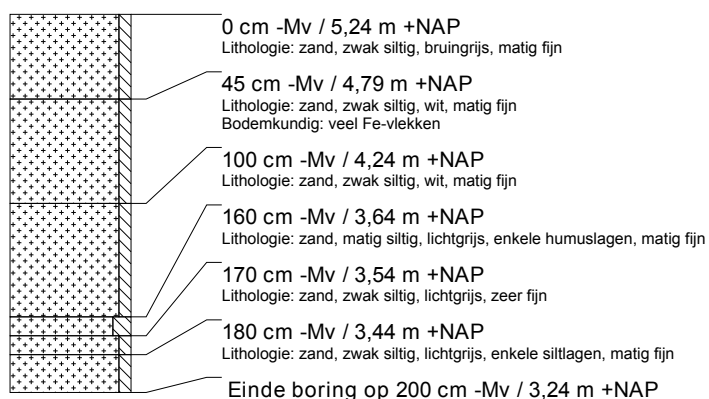 0 cm -Mv / 5,24 m +NAP
Lithologie: zand, zwak siltig, bruingrijs, matig fijn
45 cm -Mv / 4,79 m +NAP
Lithologie: zand, zwak siltig, wit, matig fijn
Bodemkundig: veel Fe-vlekken
100 cm -Mv / 4,24 m +NAP
Lithologie: zand, zwak siltig, wit, matig fijn
160 cm -Mv / 3,64 m +NAP
Lithologie: zand, matig siltig, lichtgrijs, enkele humuslagen, matig fijn
170 cm -Mv / 3,54 m +NAP
Lithologie: zand, zwak siltig, lichtgrijs, zeer fijn
180 cm -Mv / 3,44 m +NAP
Lithologie: zand, zwak siltig, lichtgrijs, enkele siltlagen, matig fijn
Einde boring op 200 cm -Mv / 3,24 m +NAP